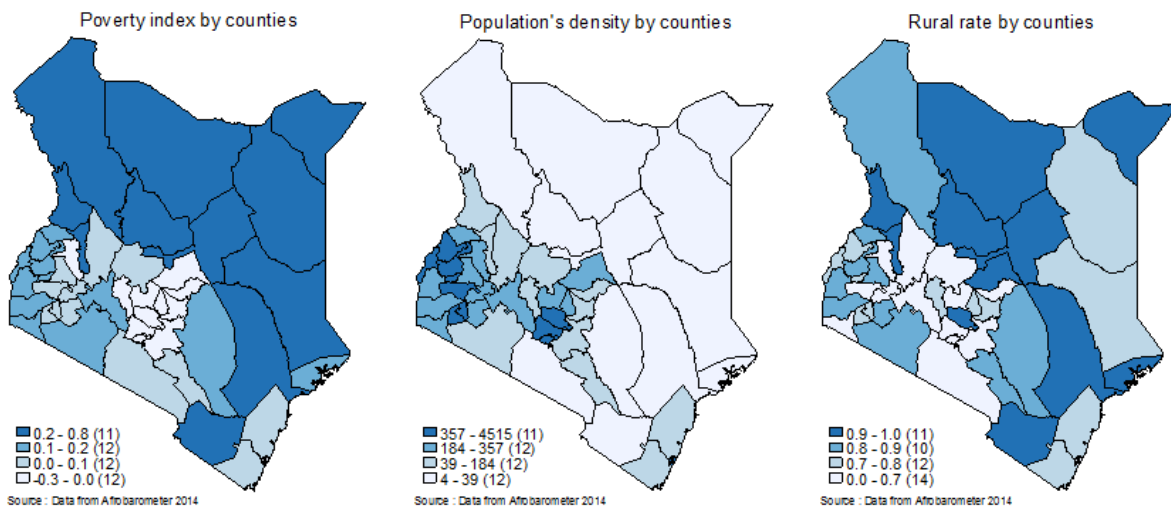 Poverty index by counties
0.2 - 0.8 (11)
0.1 - 0.2 (12)
0.0 - 0.1 (12)
-0.3 - 0.0 (12)
Source : Data from Afrobarometer 2014
Population's density by counties
357 - 4515 (11)
184 - 357 (12)
39 - 184 (12)
4 - 39 (12)
Source : Data from Afrobarometer 2014
Rural rate by counties
0.9 - 1.0 (11)
0.8 - 0.9 (10)
0.7 - 0.8 (12)
0.0 - 0.7 (14)
Source : Data from Afrobarometer 2014